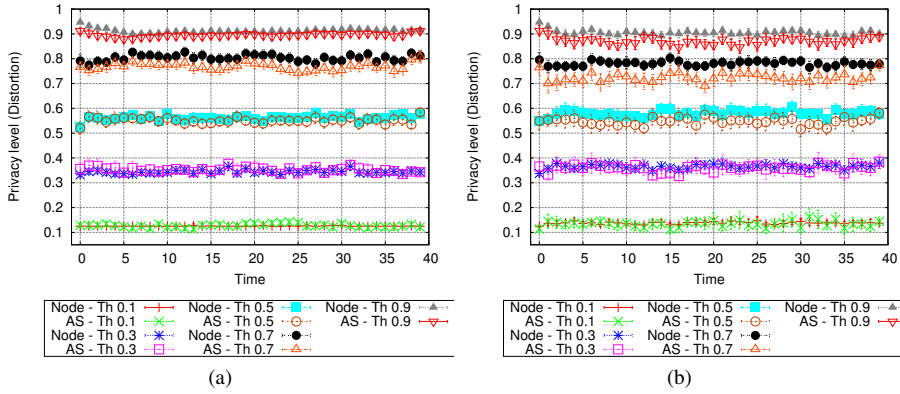 1
0.9
0.8
0.7
0.6
0.5
0.4
0.3
0.2
0.1
Privacy level (Distortion)
0 5 10 15 20 25 30 35 40
Time
Node - Th 0.1 Node - Th 0.5 Node - Th 0.9
AS - Th 0.1 AS - Th 0.5 AS - Th 0.9
Node - Th 0.3 Node - Th 0.7
AS - Th 0.3 AS - Th 0.7
(a)
1
0.9
0.8
0.7
0.6
0.5
0.4
0.3
0.2
0.1
Privacy level (Distortion)
0 5 10 15 20 25 30 35 40
Time
Node - Th 0.1 Node - Th 0.5 Node - Th 0.9
AS - Th 0.1 AS - Th 0.5 AS - Th 0.9
Node - Th 0.3 Node - Th 0.7
AS - Th 0.3 AS - Th 0.7
(b)